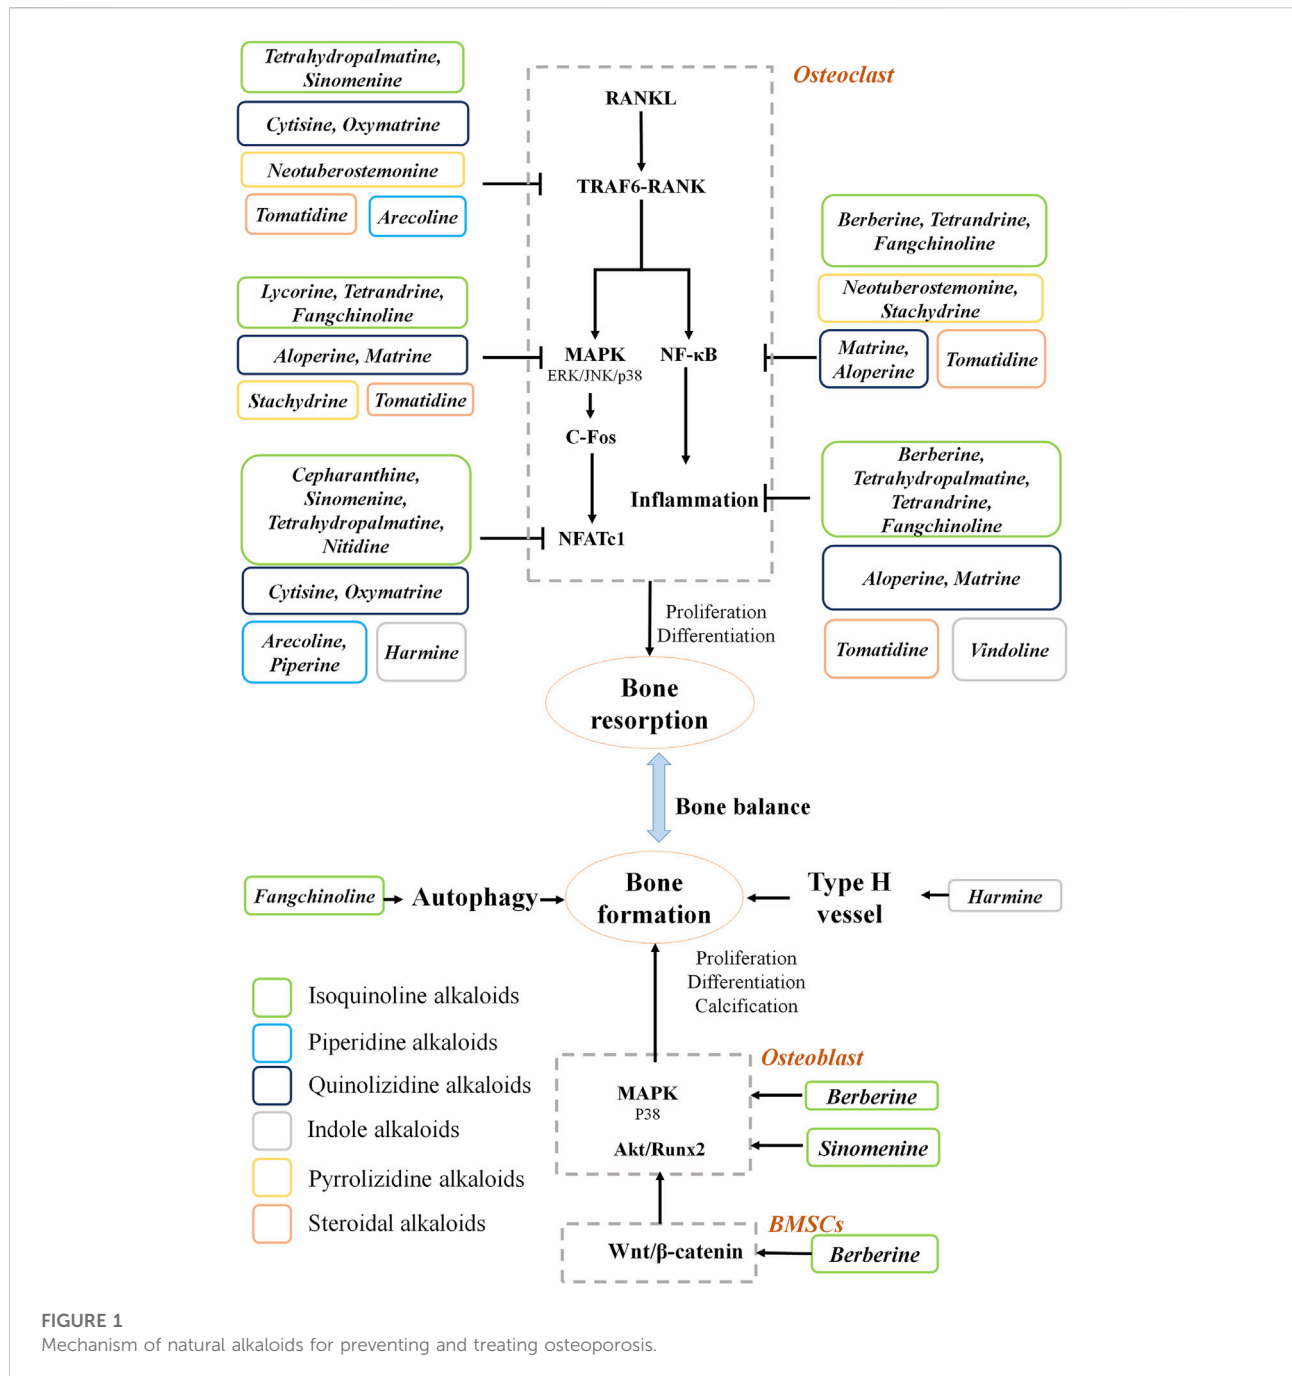 Tetrahydropalmatine,
Sinomenine
Cytisine, Oxymatrine
Neotuberostemonine
Tomatidine
Arecoline
Lycorine, Tetrandrine,
Fangchinoline
Aloperine, Matrine
Stachydrine
Tomatidine
Cepharanthine,
Sinomenine,
Tetrahydropalmatine,
Nitidine
Cytisine, Oxymatrine
Arecoline,
Piperine
Harmine
Osteoclast
RANKL
TRAF6-RANK
MAPK
ERK/JNK/p38
NF-κB
C-Fos
Inflammation
NFATc1
Berberine, Tetrandrine,
Fangchinoline
Neotuberostemonine,
Stachydrine
Matrine,
Aloperine
Tomatidine
Berberine,
Tetrahydropalmatine,
Tetrandrine,
Fangchinoline
Aloperine, Matrine
Tomatidine
Vindoline
Proliferation
Differentiation
Bone
resorption
Bone balance
Fangchinoline
Autophagy
Bone
formation
Type H
vessel
Harmine
Proliferation
Differentiation
Calcification
Isoquinoline alkaloids
Piperidine alkaloids
Quinolizidine alkaloids
Indole alkaloids
Pyrrolizidine alkaloids
Steroidal alkaloids
Osteoblast
MAPK
P38
Akt/Runx2
Berberine
Sinomenine
BMSCs
Wnt/β-catenin
Berberine
FIGURE 1
Mechanism of natural alkaloids for preventing and treating osteoporosis.